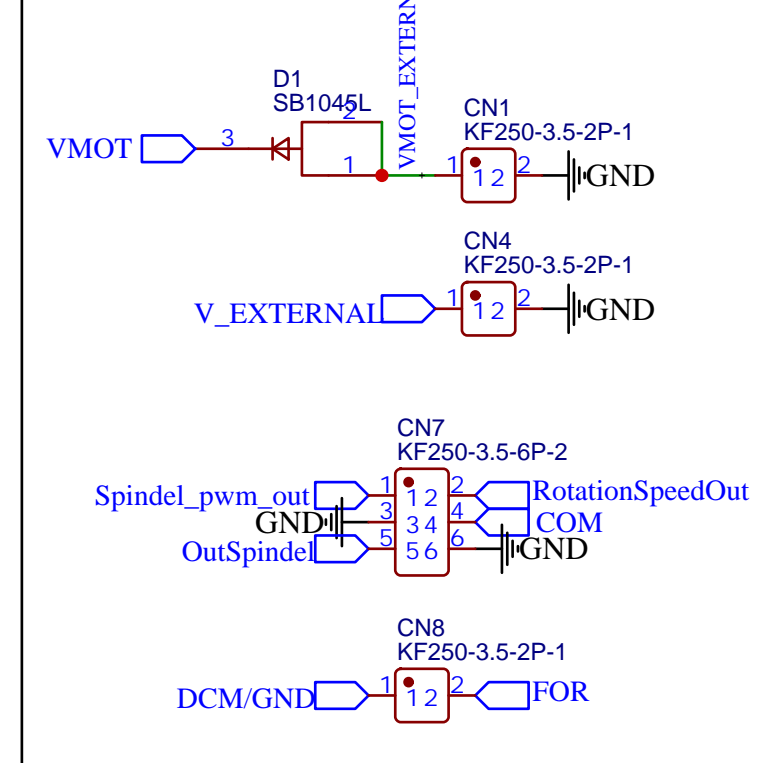 VMOT_EXTERN
D1
SB1045L
VMOT
3
2
1
CN1
KF250-3.5-2P-1
1
1 2
2
GND
CN4
KF250-3.5-2P-1
V_EXTERNAL
1
1 2
2
GND
CN7
KF250-3.5-6P-2
Spindel_pwm_out
1
1 2
2
RotationSpeedOut
GND
3
3 4
4
COM
OutSpindel
5
5 6
6
GND
CN8
KF250-3.5-2P-1
DCM/GND
1
1 2
2
FOR